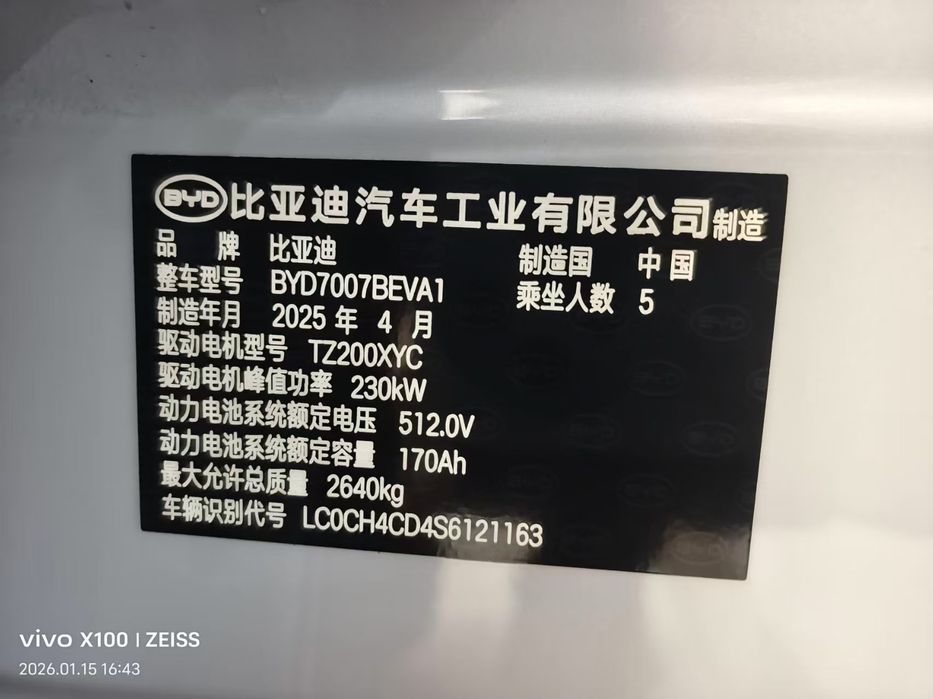 BYD 比亚迪汽车工业有限公司制造
品 牌 比亚迪 制造国 中国
整车型号 BYD7007BEVA1 乘坐人数 5
制造年月 2025 年 4 月
驱动电机型号 TZ200XYC
驱动电机峰值功率 230kW
动力电池系统额定电压 512.0V
动力电池系统额定容量 170Ah
最大允许总质量 2640kg
车辆识别代号 LC0CH4CD4S6121163
vivo X100 | ZEISS
2026.01.15 16:43